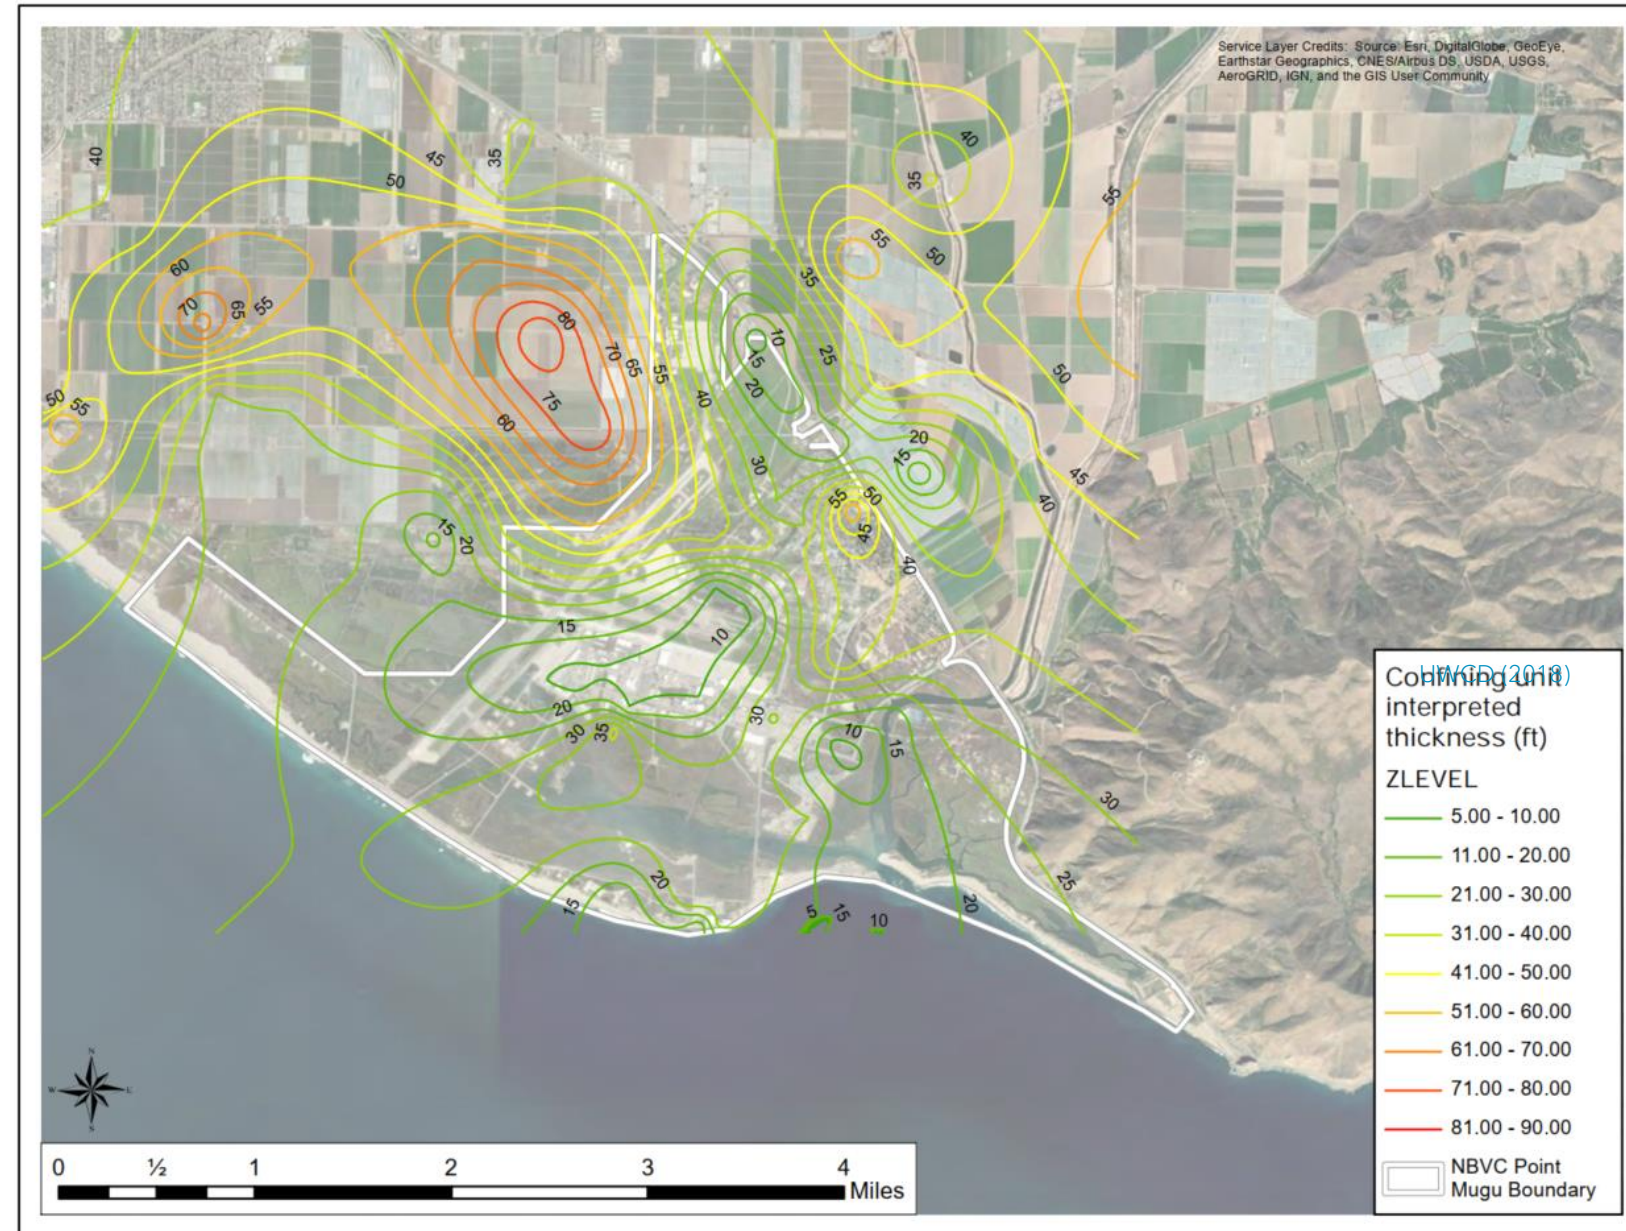 Service Layer Credits: Source: Esri, DigitalGlobe, GeoEye,
Earthstar Geographics, CNES/Airbus DS, USDA, USGS,
AeroGRID, IGN, and the GIS User Community
40
45
50
35
40
35
55
55
50
60
70
65
55
80
70
65
55
75
60
35
10
15
25
20
40
30
50
50
55
20
15
45
40
55
50
45
40
15
20
15
10
20
30
35
30
10
15
30
25
20
15
20
5
15
10
Confining unit
UWCD (2018)
interpreted
thickness (ft)
ZLEVEL
5.00 - 10.00
11.00 - 20.00
21.00 - 30.00
31.00 - 40.00
41.00 - 50.00
51.00 - 60.00
61.00 - 70.00
71.00 - 80.00
81.00 - 90.00
NBVC Point
Mugu Boundary
N
W E
S
0 ½ 1 2 3 4
Miles